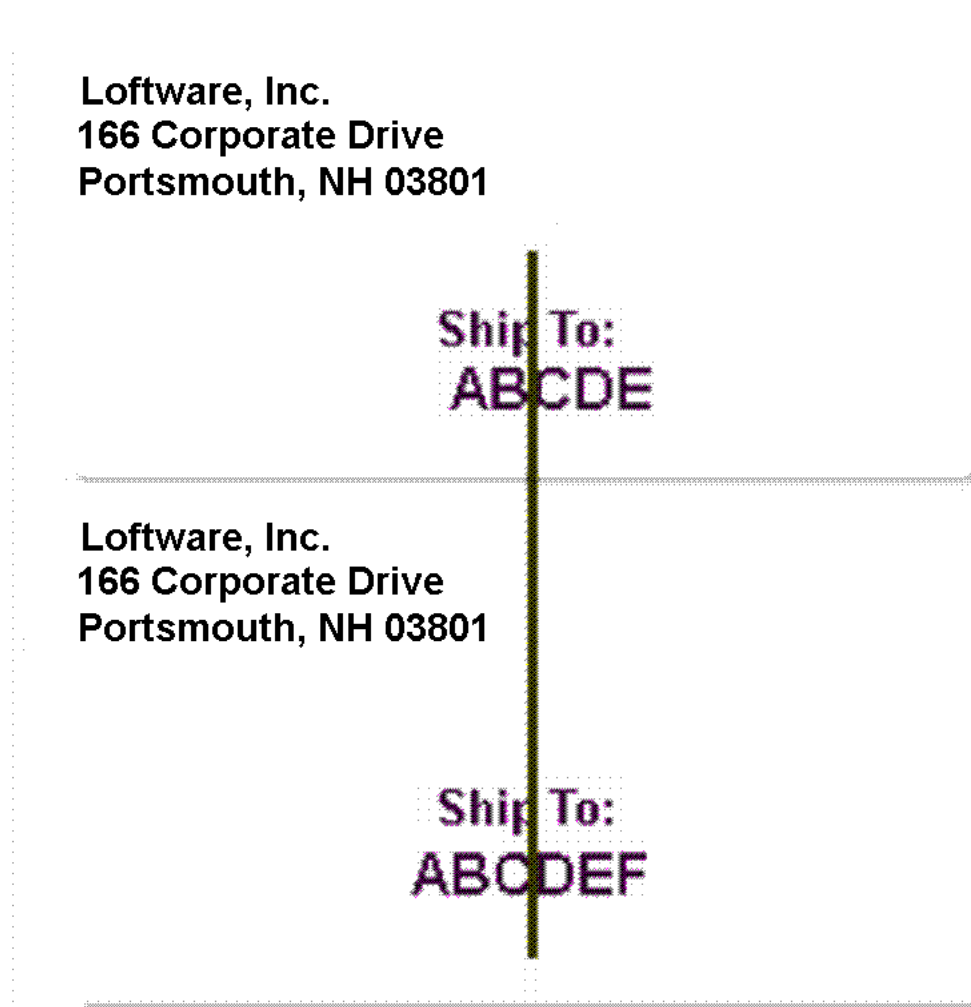 Loftware, Inc.
166 Corporate Drive
Portsmouth, NH 03801
Ship To:
ABCDE
Loftware, Inc.
166 Corporate Drive
Portsmouth, NH 03801
Ship To:
ABCDEF